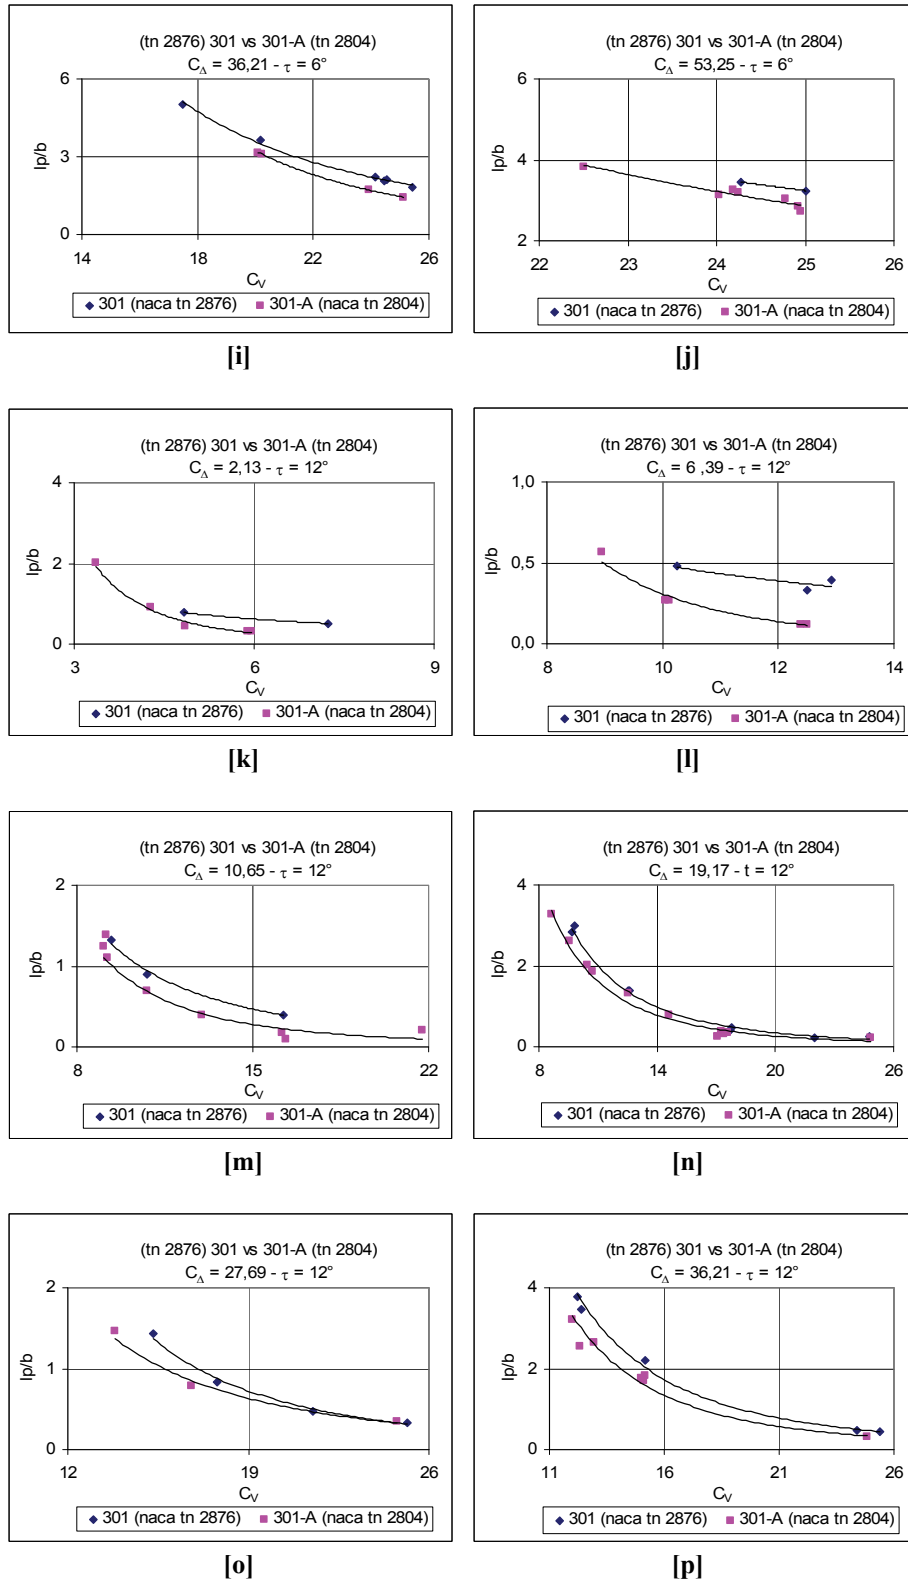 (tn 2876) 301 vs 301-A (tn 2804)
C∆ = 36,21 - τ = 6°
lp/b
6
3
0
14 18 22 26
CV
301 (naca tn 2876) 301-A (naca tn 2804)
[i]
(tn 2876) 301 vs 301-A (tn 2804)
C∆ = 53,25 - τ = 6°
lp/b
6
4
2
22 23 24 25 26
CV
301 (naca tn 2876) 301-A (naca tn 2804)
[j]
(tn 2876) 301 vs 301-A (tn 2804)
C∆ = 2,13 - τ = 12°
lp/b
4
2
0
3 6 9
CV
301 (naca tn 2876) 301-A (naca tn 2804)
[k]
(tn 2876) 301 vs 301-A (tn 2804)
C∆ = 6 ,39 - τ = 12°
lp/b
1,0
0,5
0,0
8 10 12 14
CV
301 (naca tn 2876) 301-A (naca tn 2804)
[l]
(tn 2876) 301 vs 301-A (tn 2804)
C∆ = 10,65 - τ = 12°
lp/b
2
1
0
8 15 22
CV
301 (naca tn 2876) 301-A (naca tn 2804)
[m]
(tn 2876) 301 vs 301-A (tn 2804)
C∆ = 19,17 - t = 12°
lp/b
4
2
0
8 14 20 26
CV
301 (naca tn 2876) 301-A (naca tn 2804)
[n]
(tn 2876) 301 vs 301-A (tn 2804)
C∆ = 27,69 - τ = 12°
lp/b
2
1
0
12 19 26
CV
301 (naca tn 2876) 301-A (naca tn 2804)
[o]
(tn 2876) 301 vs 301-A (tn 2804)
C∆ = 36,21 - τ = 12°
lp/b
4
2
0
11 16 21 26
CV
301 (naca tn 2876) 301-A (naca tn 2804)
[p]